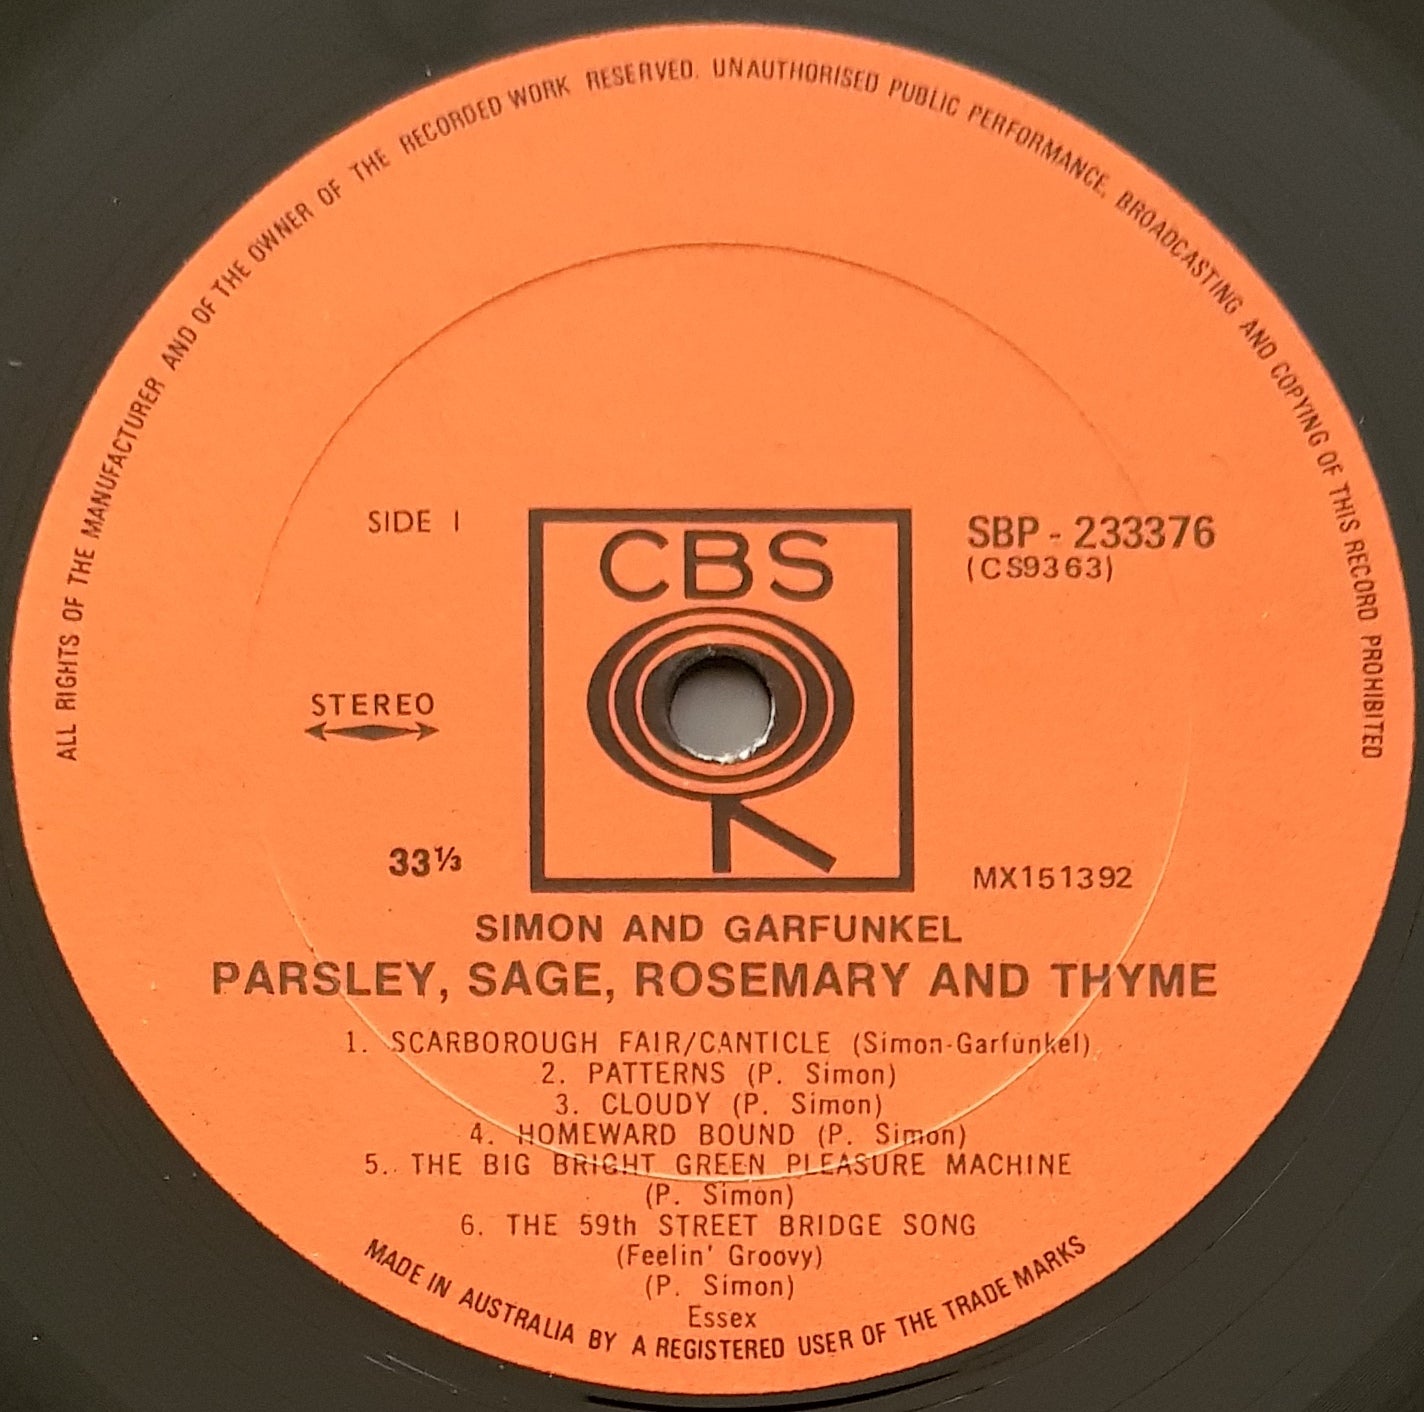 ALL RIGHTS OF THE MANUFACTURER AND OF THE OWNER OF THE RECORDED WORK RESERVED. UNAUTHORISED PUBLIC PERFORMANCE, BROADCASTING AND COPYING OF THIS RECORD PROHIBITED
SIDE 1
CBS
SBP - 233376
(CS9363)
STEREO
33⅓
MX151392
SIMON AND GARFUNKEL
PARSLEY, SAGE, ROSEMARY AND THYME
1. SCARBOROUGH FAIR/CANTICLE (Simon-Garfunkel)
2. PATTERNS (P. Simon)
3. CLOUDY (P. Simon)
4. HOMEWARD BOUND (P. Simon)
5. THE BIG BRIGHT GREEN PLEASURE MACHINE
(P. Simon)
6. THE 59th STREET BRIDGE SONG
(Feelin' Groovy)
(P. Simon)
Essex
MADE IN AUSTRALIA BY A REGISTERED USER OF THE TRADE MARKS